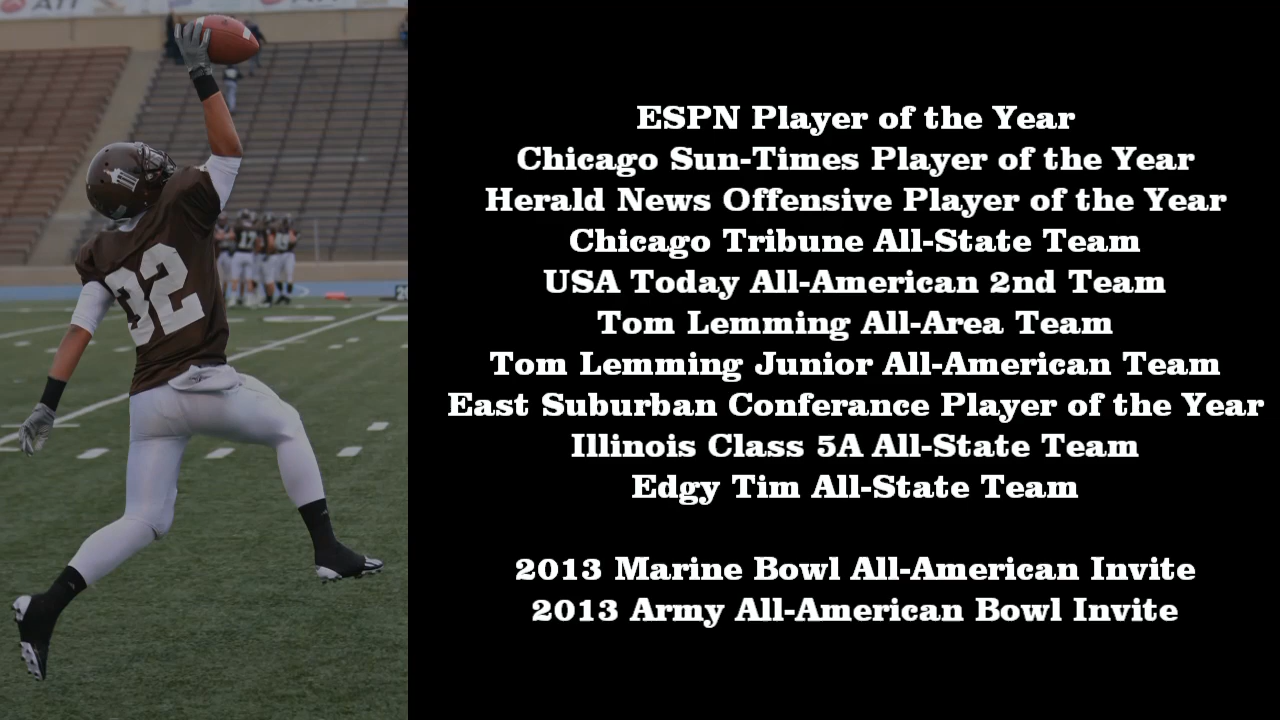 ATI
32
17
ESPN Player of the Year
Chicago Sun-Times Player of the Year
Herald News Offensive Player of the Year
Chicago Tribune All-State Team
USA Today All-American 2nd Team
Tom Lemming All-Area Team
Tom Lemming Junior All-American Team
East Suburban Conferance Player of the Year
Illinois Class 5A All-State Team
Edgy Tim All-State Team
2013 Marine Bowl All-American Invite
2013 Army All-American Bowl Invite